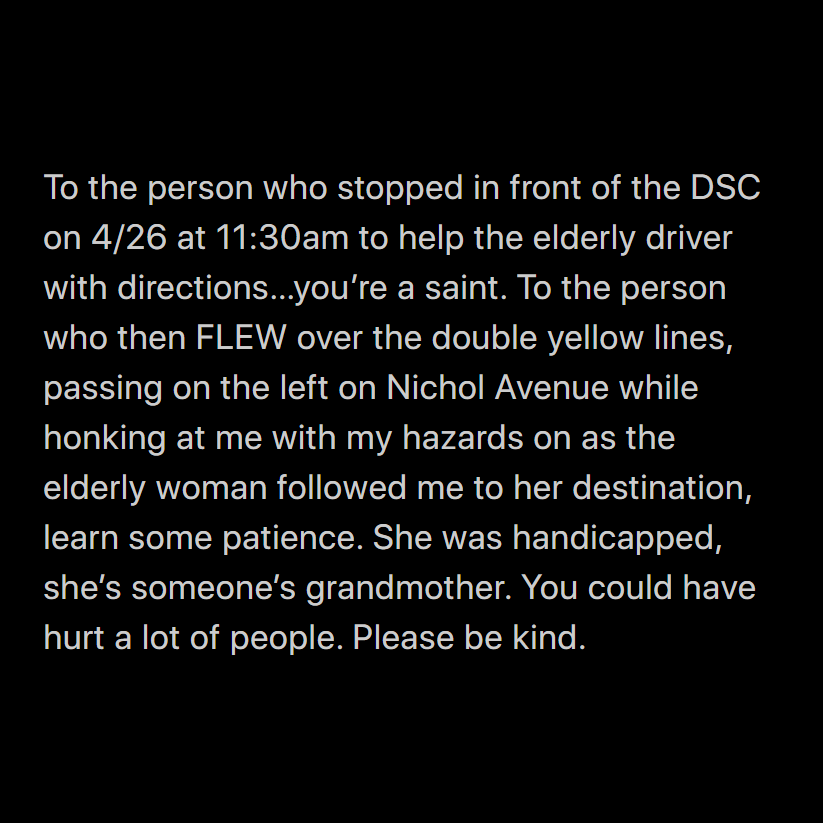 To the person who stopped in front of the DSC
on 4/26 at 11:30am to help the elderly driver
with directions...you’re a saint. To the person
who then FLEW over the double yellow lines,
passing on the left on Nichol Avenue while
honking at me with my hazards on as the
elderly woman followed me to her destination,
learn some patience. She was handicapped,
she’s someone’s grandmother. You could have
hurt a lot of people. Please be kind.